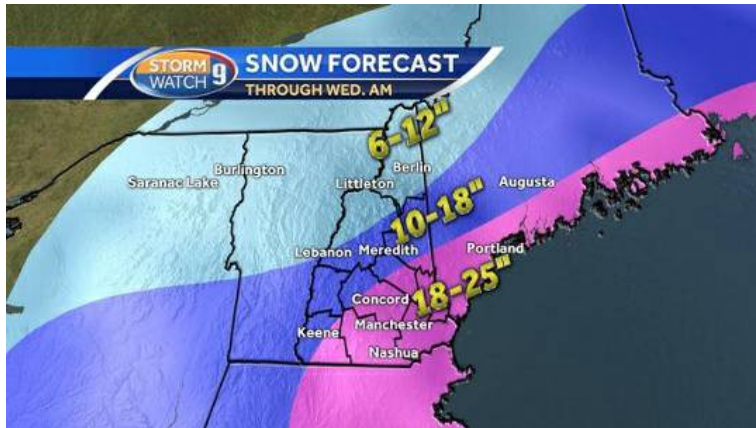 STORM
WATCH 9
SNOW FORECAST
THROUGH WED. AM
6-12"
Burlington
Berlin
Saranac Lake
Littleton
Augusta
10-18"
Lebanon
Meredith
Portland
18-25"
Concord
Keene
Manchester
Nashua